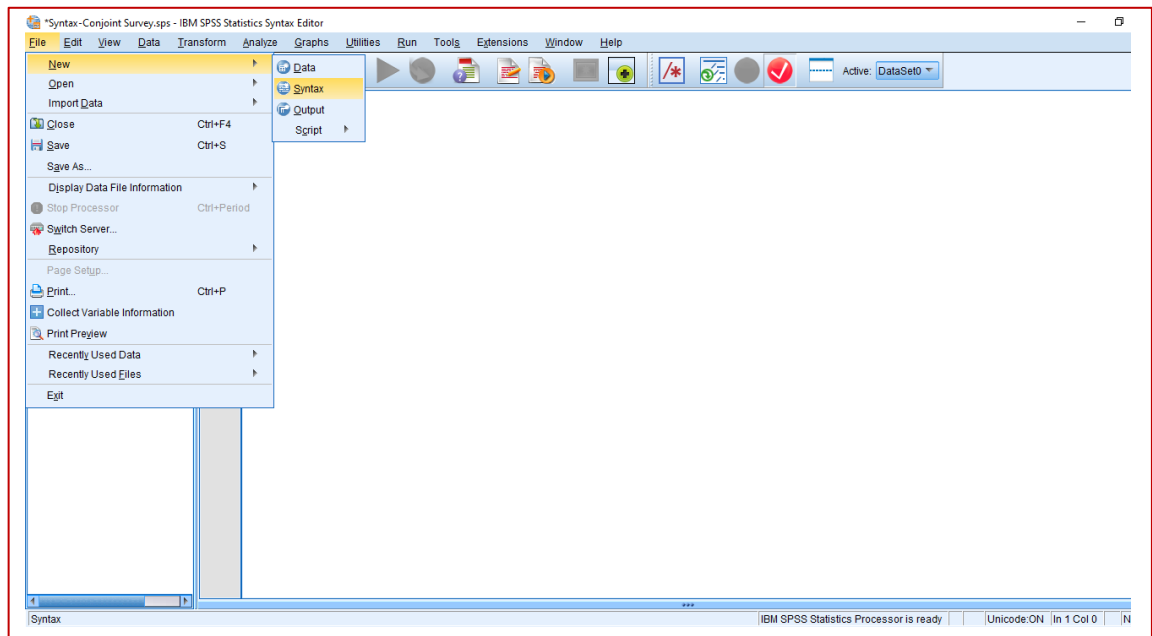 *Syntax-Conjoint Survey.sps - IBM SPSS Statistics Syntax Editor
File Edit View Data Transform Analyze Graphs Utilities Run Tools Extensions Window Help
New
Open
Import Data
Close Ctrl+F4
Save Ctrl+S
Save As...
Display Data File Information
Stop Processor Ctrl+Period
Switch Server...
Repository
Page Setup...
Print... Ctrl+P
Collect Variable Information
Print Preview
Recently Used Data
Recently Used Files
Exit
Data
Syntax
Output
Script
Active: DataSet0
Syntax IBM SPSS Statistics Processor is ready Unicode:ON In 1 Col 0 N